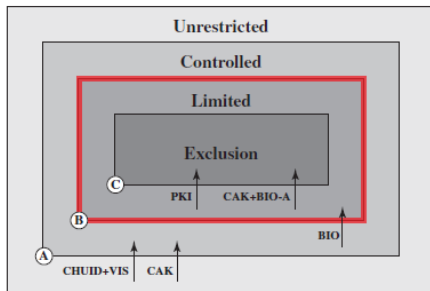 Unrestricted
Controlled
Limited
Exclusion
C
PKI CAK+BIO-A
B
BIO
A
CHUID+VIS CAK